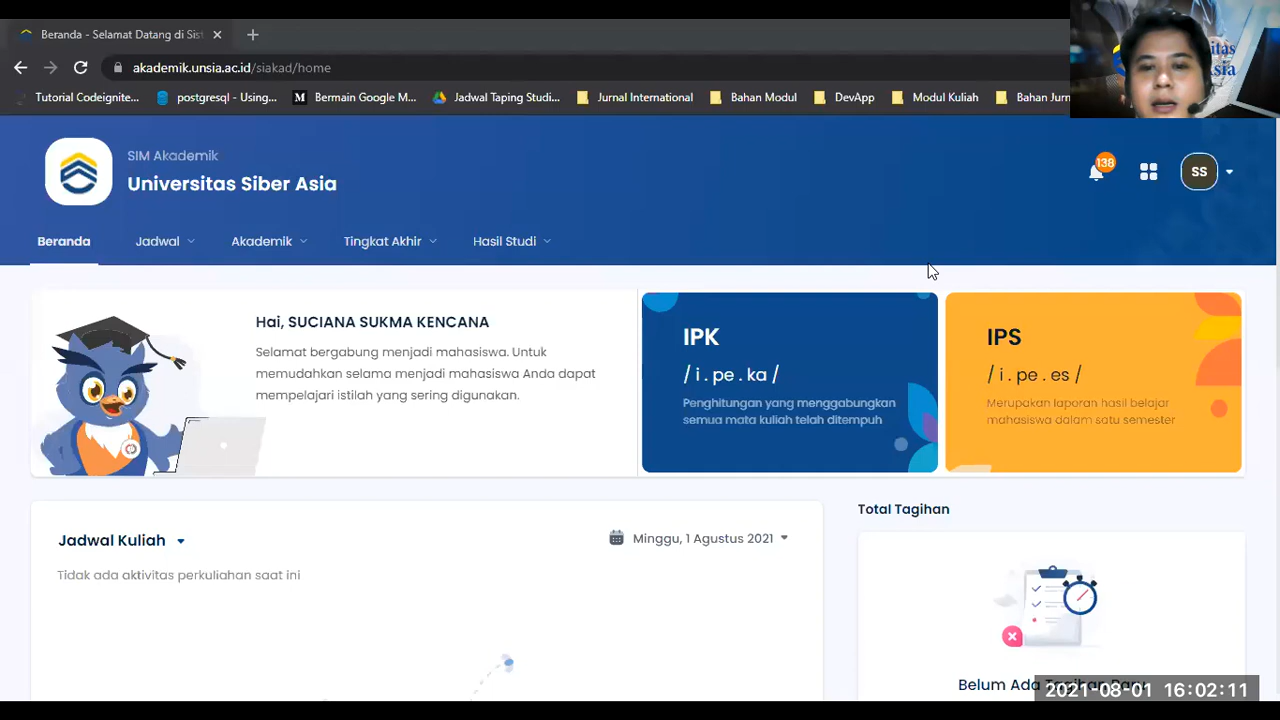 Beranda - Selamat Datang di Sis
akademik.unsia.ac.id/siakad/home
Tutorial Codeignite...
postgresql - Using...
Bermain Google M...
Jadwal Taping Studi...
Jurnal International
Bahan Modul
DevApp
Modul Kuliah
Bahan Jurn
SIM Akademik
Universitas Siber Asia
138
SS
Beranda
Jadwal
Akademik
Tingkat Akhir
Hasil Studi
Hai, SUCIANA SUKMA KENCANA
Selamat bergabung menjadi mahasiswa. Untuk
memudahkan selama menjadi mahasiswa Anda dapat
mempelajari istilah yang sering digunakan.
IPK
/ i . pe . ka /
Penghitungan yang menggabungkan
semua mata kuliah telah ditempuh
IPS
/ i . pe . es /
Merupakan laporan hasil belajar
mahasiswa dalam satu semester
Jadwal Kuliah
Minggu, 1 Agustus 2021
Tidak ada aktivitas perkuliahan saat ini
Total Tagihan
Belum Ada
2021-08-01 16:02:11